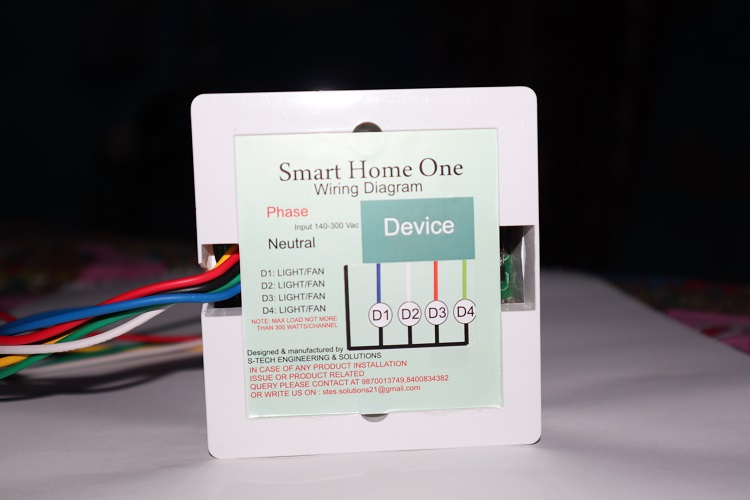 Smart Home One
Wiring Diagram
Phase
Input 140-300 Vac
Device
Neutral
D1: LIGHT/FAN
D2: LIGHT/FAN
D3: LIGHT/FAN
D4: LIGHT/FAN
D1 D2 D3 D4
NOTE: MAX LOAD NOT MORE
THAN 300 WATTS/CHANNEL
Designed & manufactured by
S-TECH ENGINEERING & SOLUTIONS
IN CASE OF ANY PRODUCT INSTALLATION
ISSUE OR PRODUCT RELATED
QUERY PLEASE CONTACT AT 9870013749,8400834382
OR WRITE US ON : stes.solutions21@gmail.com